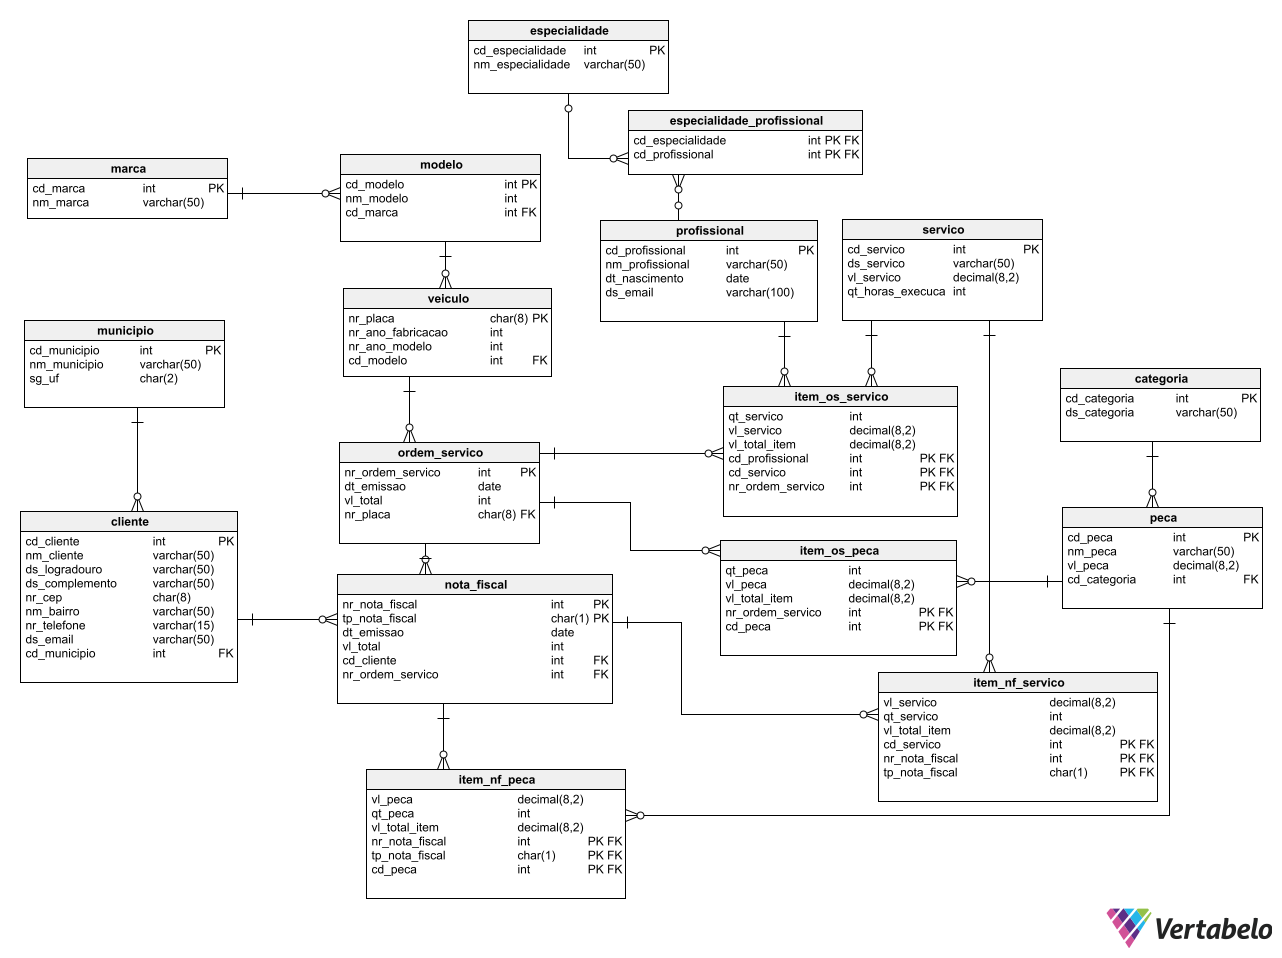 especialidade
cd_especialidade int PK
nm_especialidade varchar(50)
especialidade_profissional
cd_especialidade int PK FK
cd_profissional int PK FK
marca
cd_marca int PK
nm_marca varchar(50)
modelo
cd_modelo int PK
nm_modelo int
cd_marca int FK
profissional
cd_profissional int PK
nm_profissional varchar(50)
dt_nascimento date
ds_email varchar(100)
servico
cd_servico int PK
ds_servico varchar(50)
vl_servico decimal(8,2)
qt_horas_execuca int
veiculo
nr_placa char(8) PK
nr_ano_fabricacao int
nr_ano_modelo int
cd_modelo int FK
municipio
cd_municipio int PK
nm_municipio varchar(50)
sg_uf char(2)
item_os_servico
qt_servico int
vl_servico decimal(8,2)
vl_total_item decimal(8,2)
cd_profissional int PK FK
cd_servico int PK FK
nr_ordem_servico int PK FK
categoria
cd_categoria int PK
ds_categoria varchar(50)
ordem_servico
nr_ordem_servico int PK
dt_emissao date
vl_total int
nr_placa char(8) FK
cliente
cd_cliente int PK
nm_cliente varchar(50)
ds_logradouro varchar(50)
ds_complemento varchar(50)
nr_cep char(8)
nm_bairro varchar(50)
nr_telefone varchar(15)
ds_email varchar(50)
cd_municipio int FK
peca
cd_peca int PK
nm_peca varchar(50)
vl_peca decimal(8,2)
cd_categoria int FK
item_os_peca
qt_peca int
vl_peca decimal(8,2)
vl_total_item decimal(8,2)
nr_ordem_servico int PK FK
cd_peca int PK FK
nota_fiscal
nr_nota_fiscal int PK
tp_nota_fiscal char(1) PK
dt_emissao date
vl_total int
cd_cliente int FK
nr_ordem_servico int FK
item_nf_servico
vl_servico decimal(8,2)
qt_servico int
vl_total_item decimal(8,2)
cd_servico int PK FK
nr_nota_fiscal int PK FK
tp_nota_fiscal char(1) PK FK
item_nf_peca
vl_peca decimal(8,2)
qt_peca int
vl_total_item decimal(8,2)
nr_nota_fiscal int PK FK
tp_nota_fiscal char(1) PK FK
cd_peca int PK FK
Vertabelo